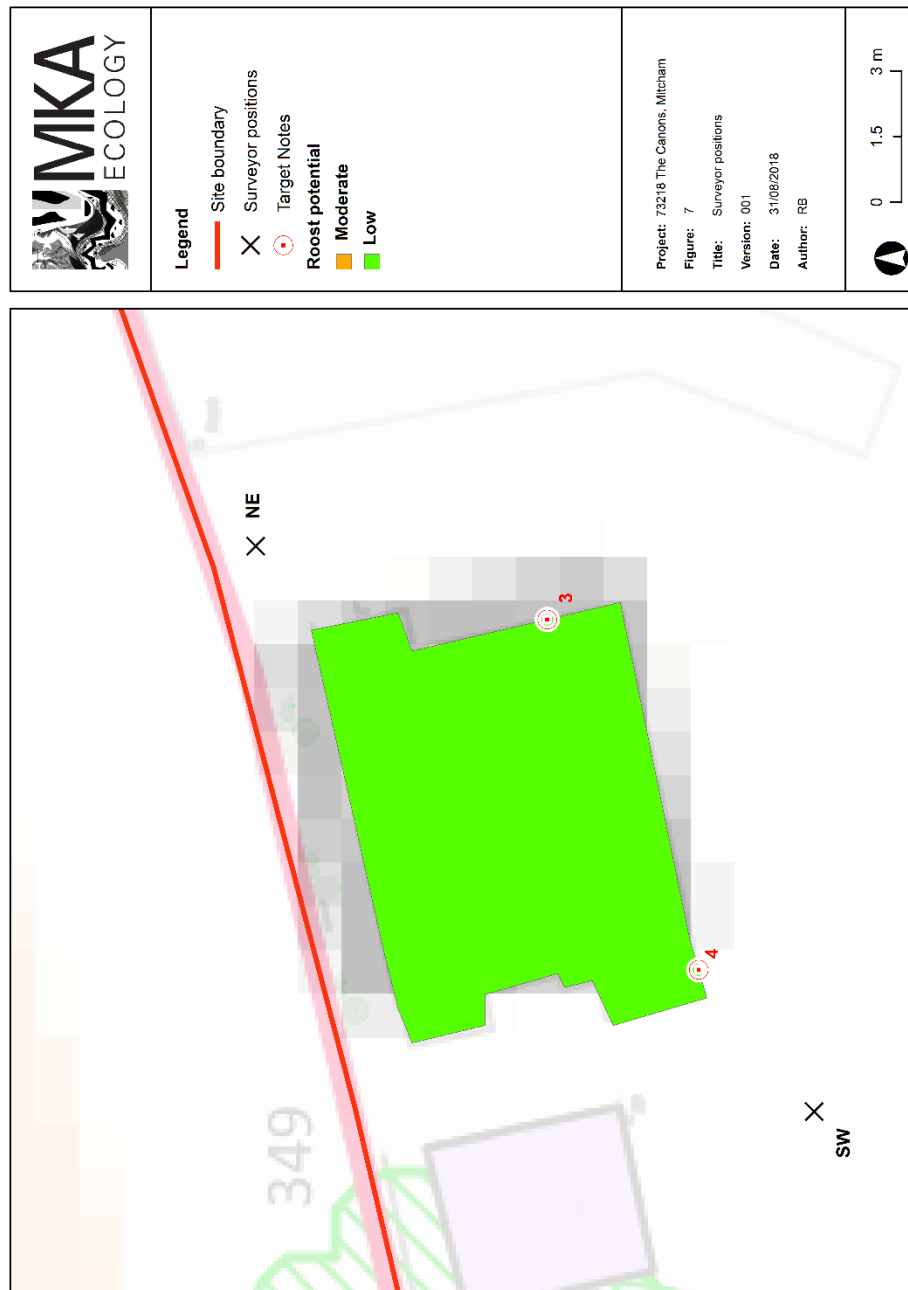 MKA
ECOLOGY
Legend
Site boundary
Surveyor positions
Target Notes
Roost potential
Moderate
Low
Project: 73218 The Canons, Mitcham
Figure: 7
Title: Surveyor positions
Version: 001
Date: 31/08/2018
Author: RB
0 1.5 3 m
NE
3
4
SW
349